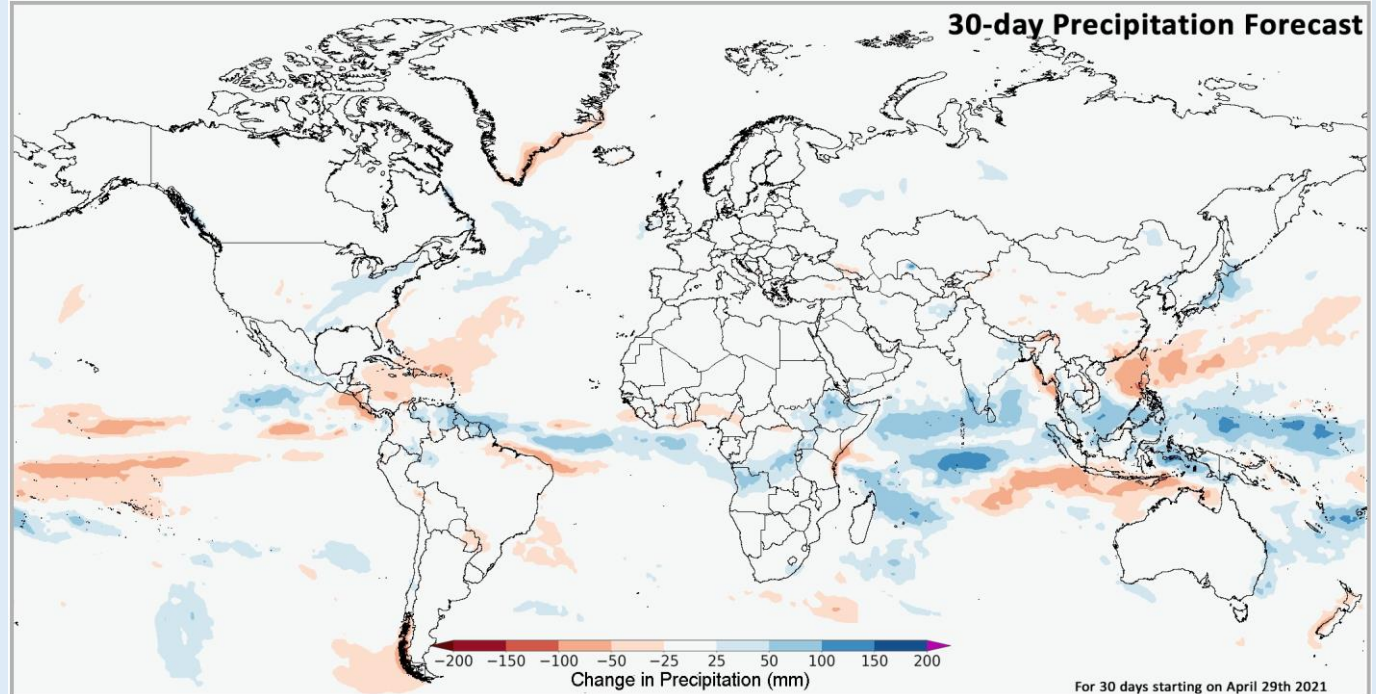 30-day Precipitation Forecast
−200 −150 −100 −50 −25 25 50 100 150 200
Change in Precipitation (mm)
For 30 days starting on April 29th 2021